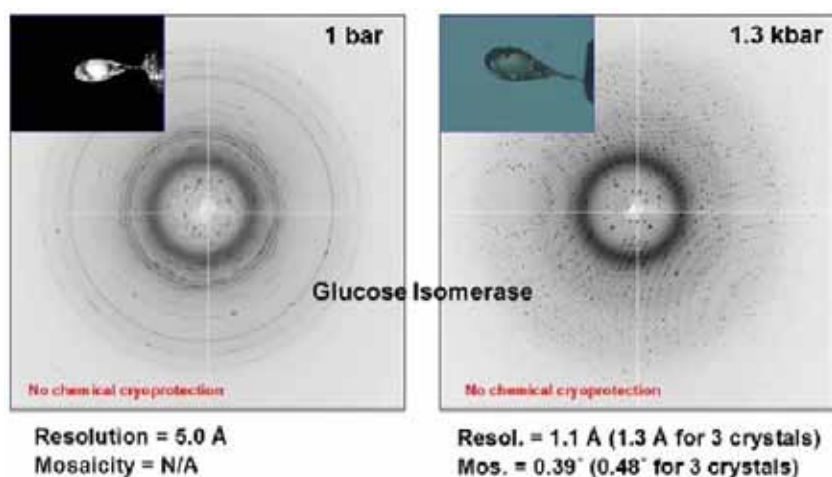 1 bar
1.3 kbar
Glucose Isomerase
No chemical cryoprotection
No chemical cryoprotection
Resolution = 5.0 Å
Mosaicity = N/A
Resol. = 1.1 Å (1.3 Å for 3 crystals)
Mos. = 0.39˚ (0.48˚ for 3 crystals)